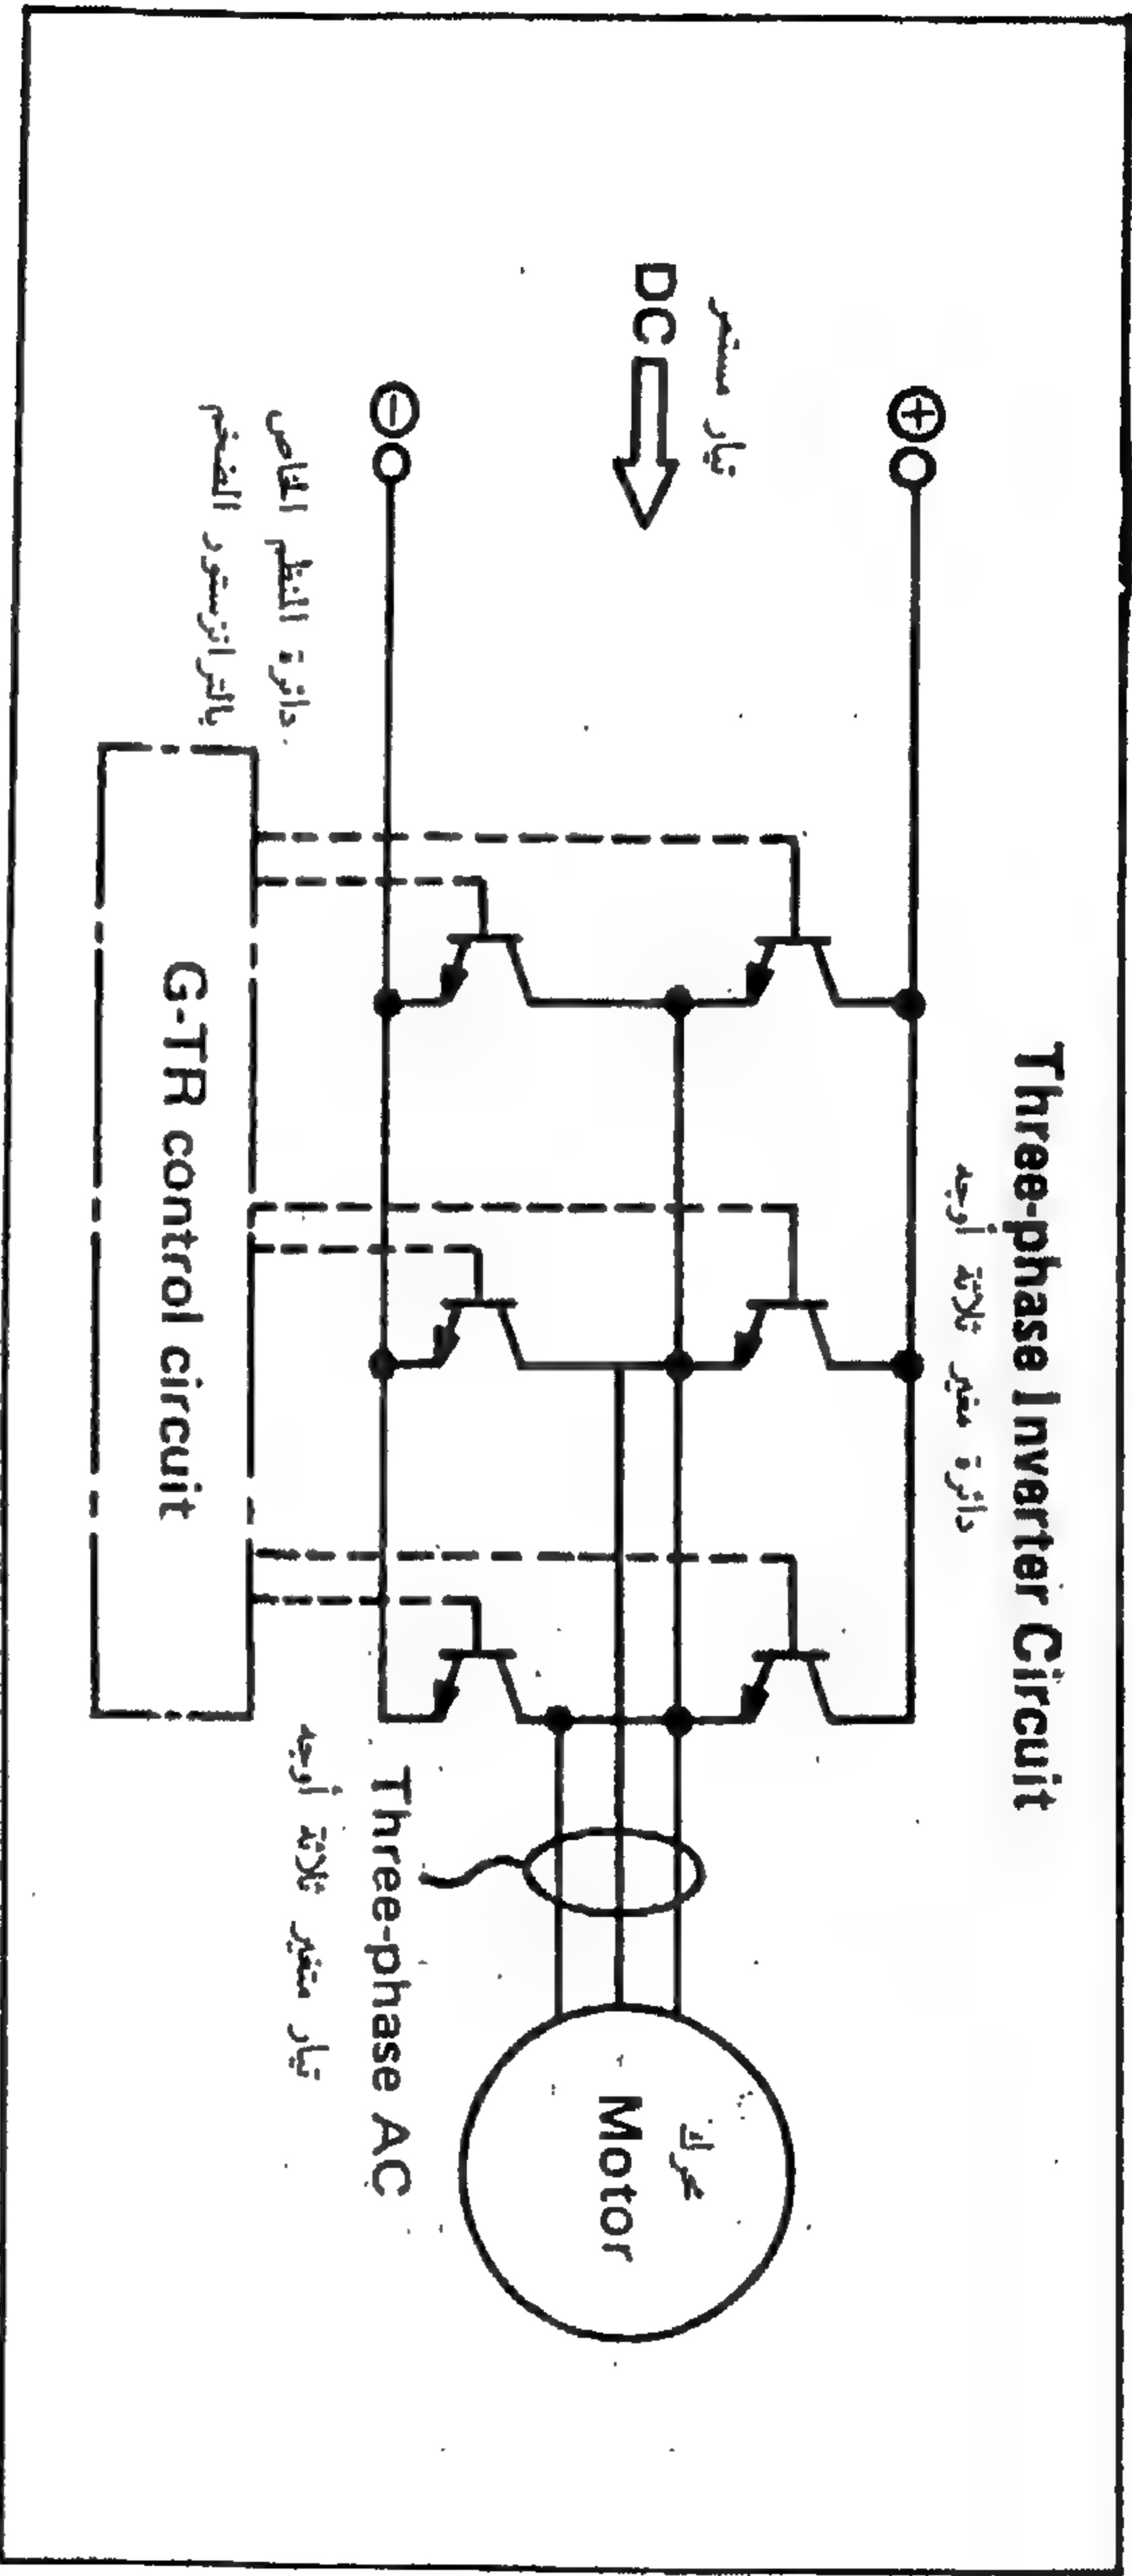 Three-phase Inverter Circuit
دائرة مغير ثلاثة أوجه
⊕
تيار مستمر
DC
⊖
دائرة النظم الخاص
بالترانزستور الضخم
G-TR control circuit
Three-phase AC
تيار متغير ثلاثة أوجه
محرك
Motor